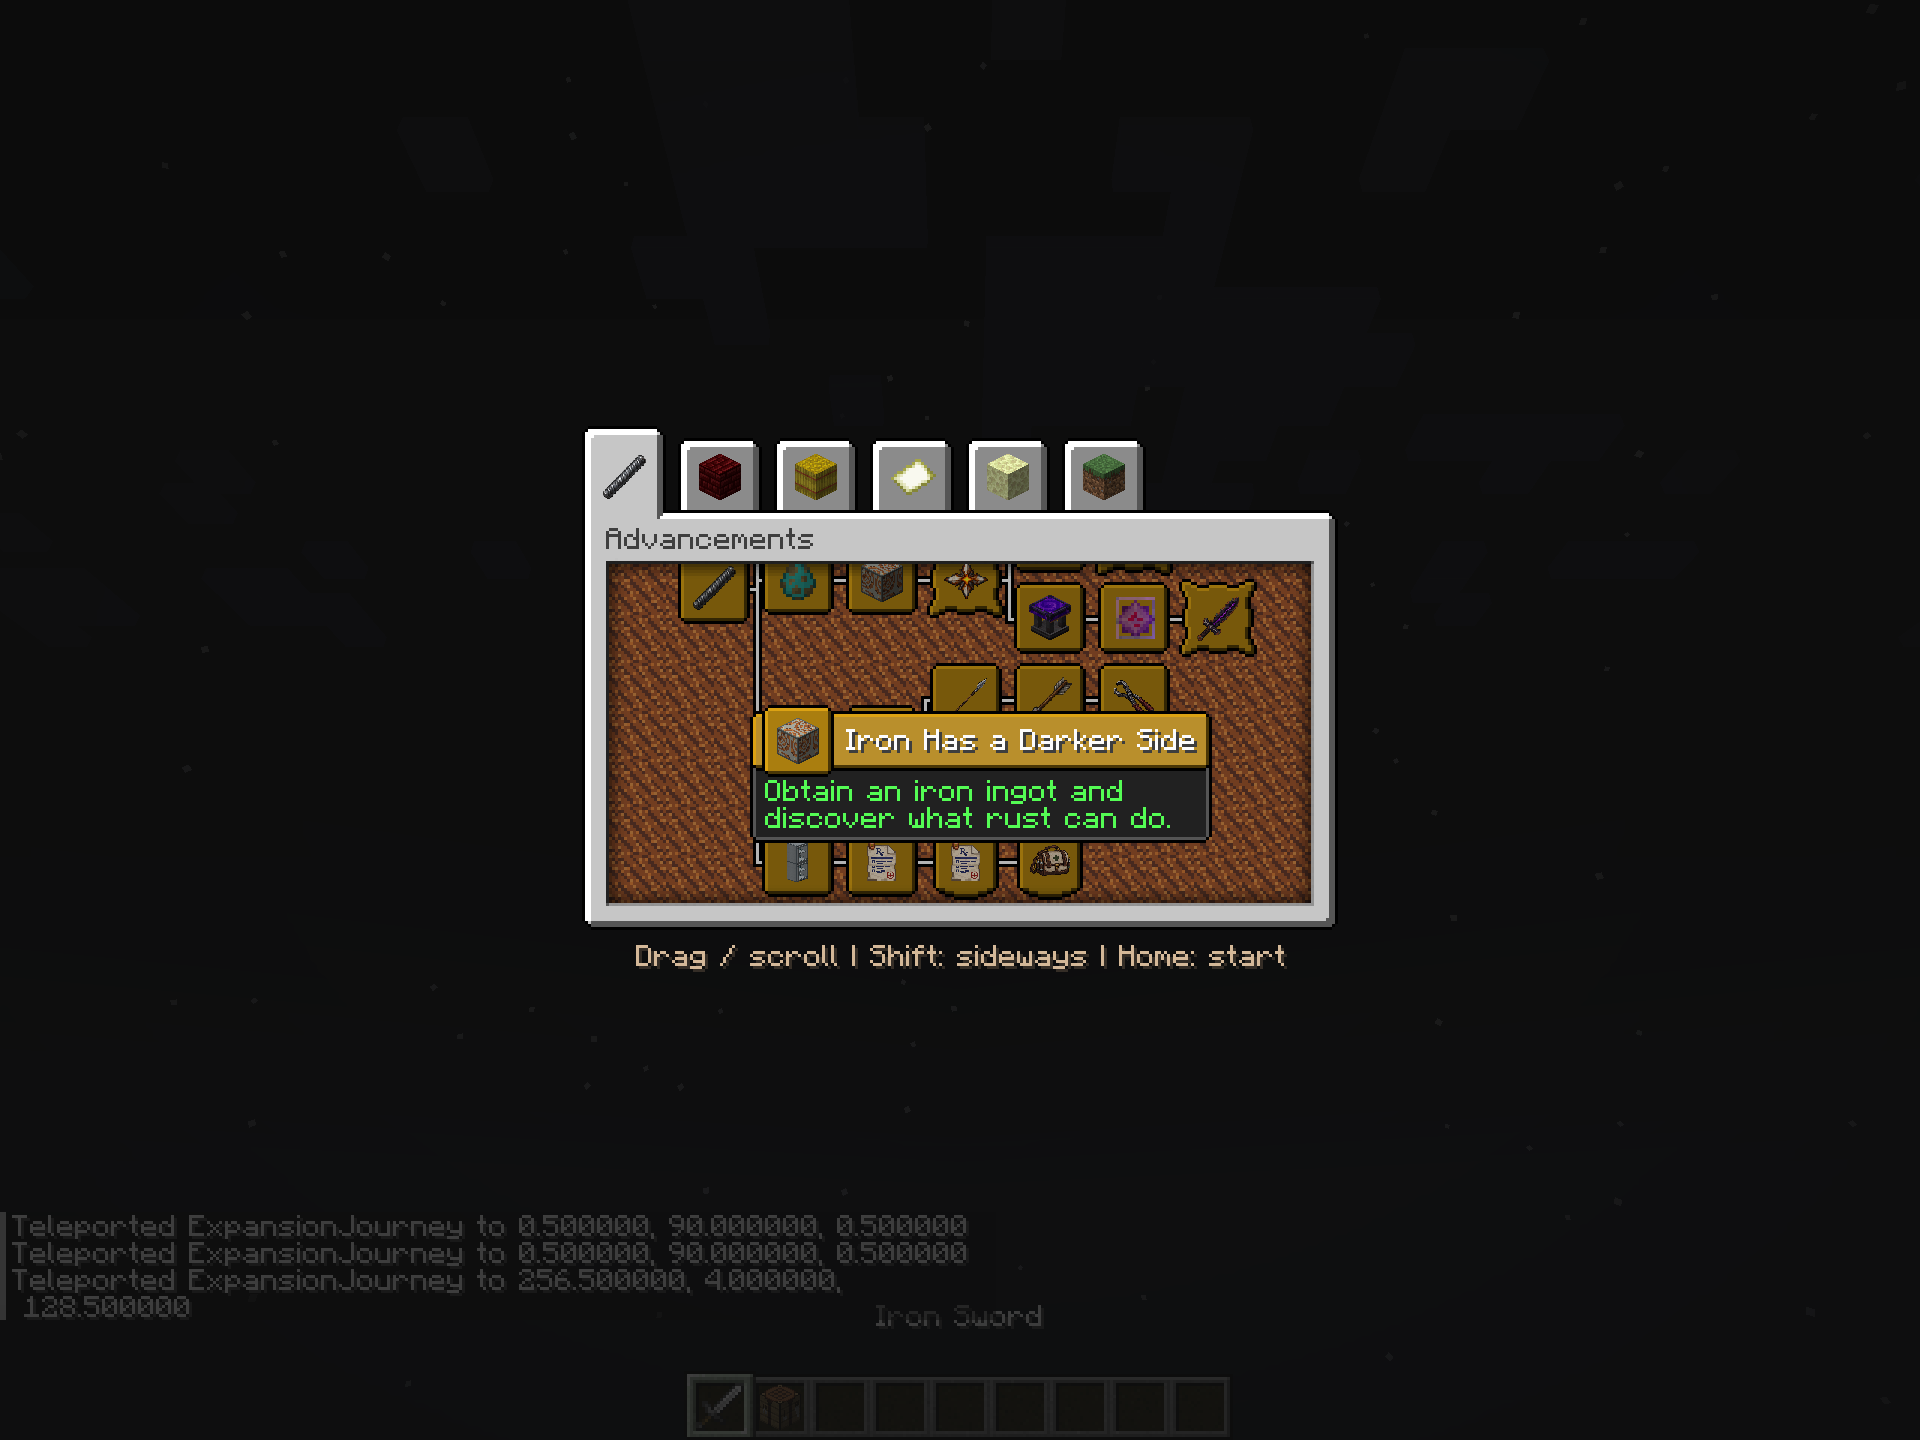 Advancements
Iron Has a Darker Side
Obtain an iron ingot and
discover what rust can do.
Drag / scroll | Shift: sideways | Home: start
Teleported ExpansionJourney to 0.500000, 90.000000, 0.500000
Teleported ExpansionJourney to 0.500000, 90.000000, 0.500000
Teleported ExpansionJourney to 256.500000, 4.000000,
128.500000
Iron Sword